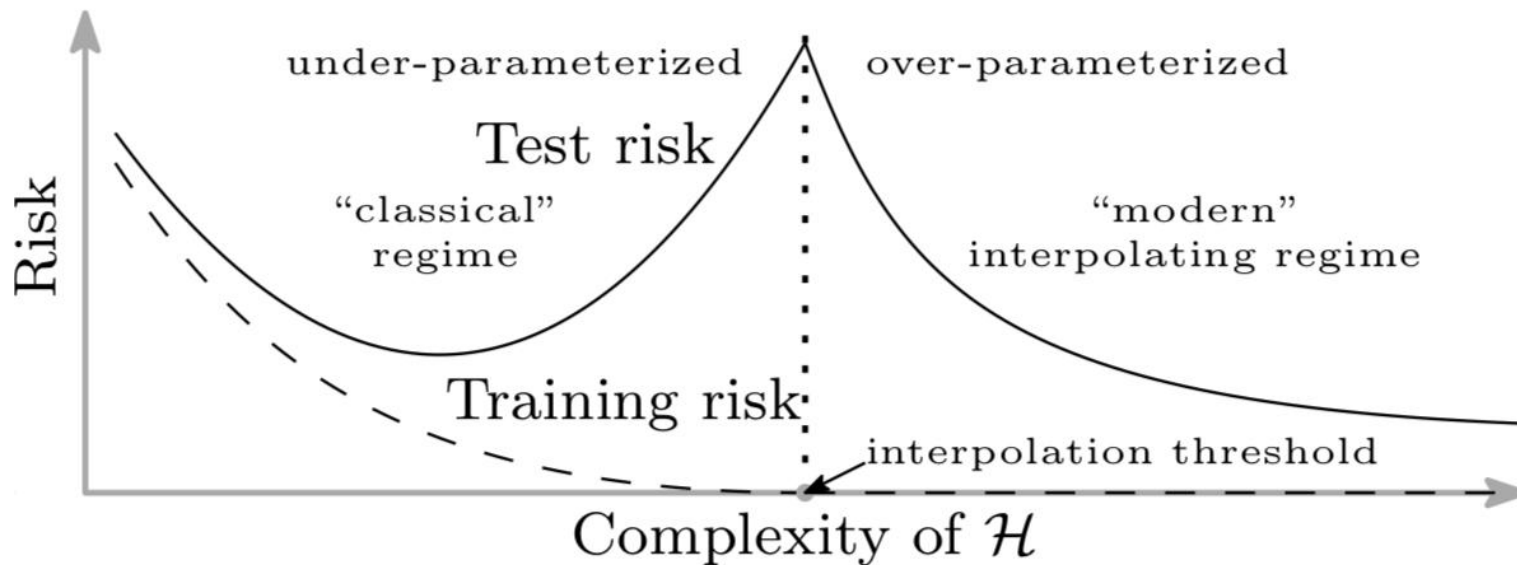 under-parameterized
over-parameterized
Test risk
“classical”
regime
“modern”
interpolating regime
Risk
Training risk
interpolation threshold
Complexity of ℋ